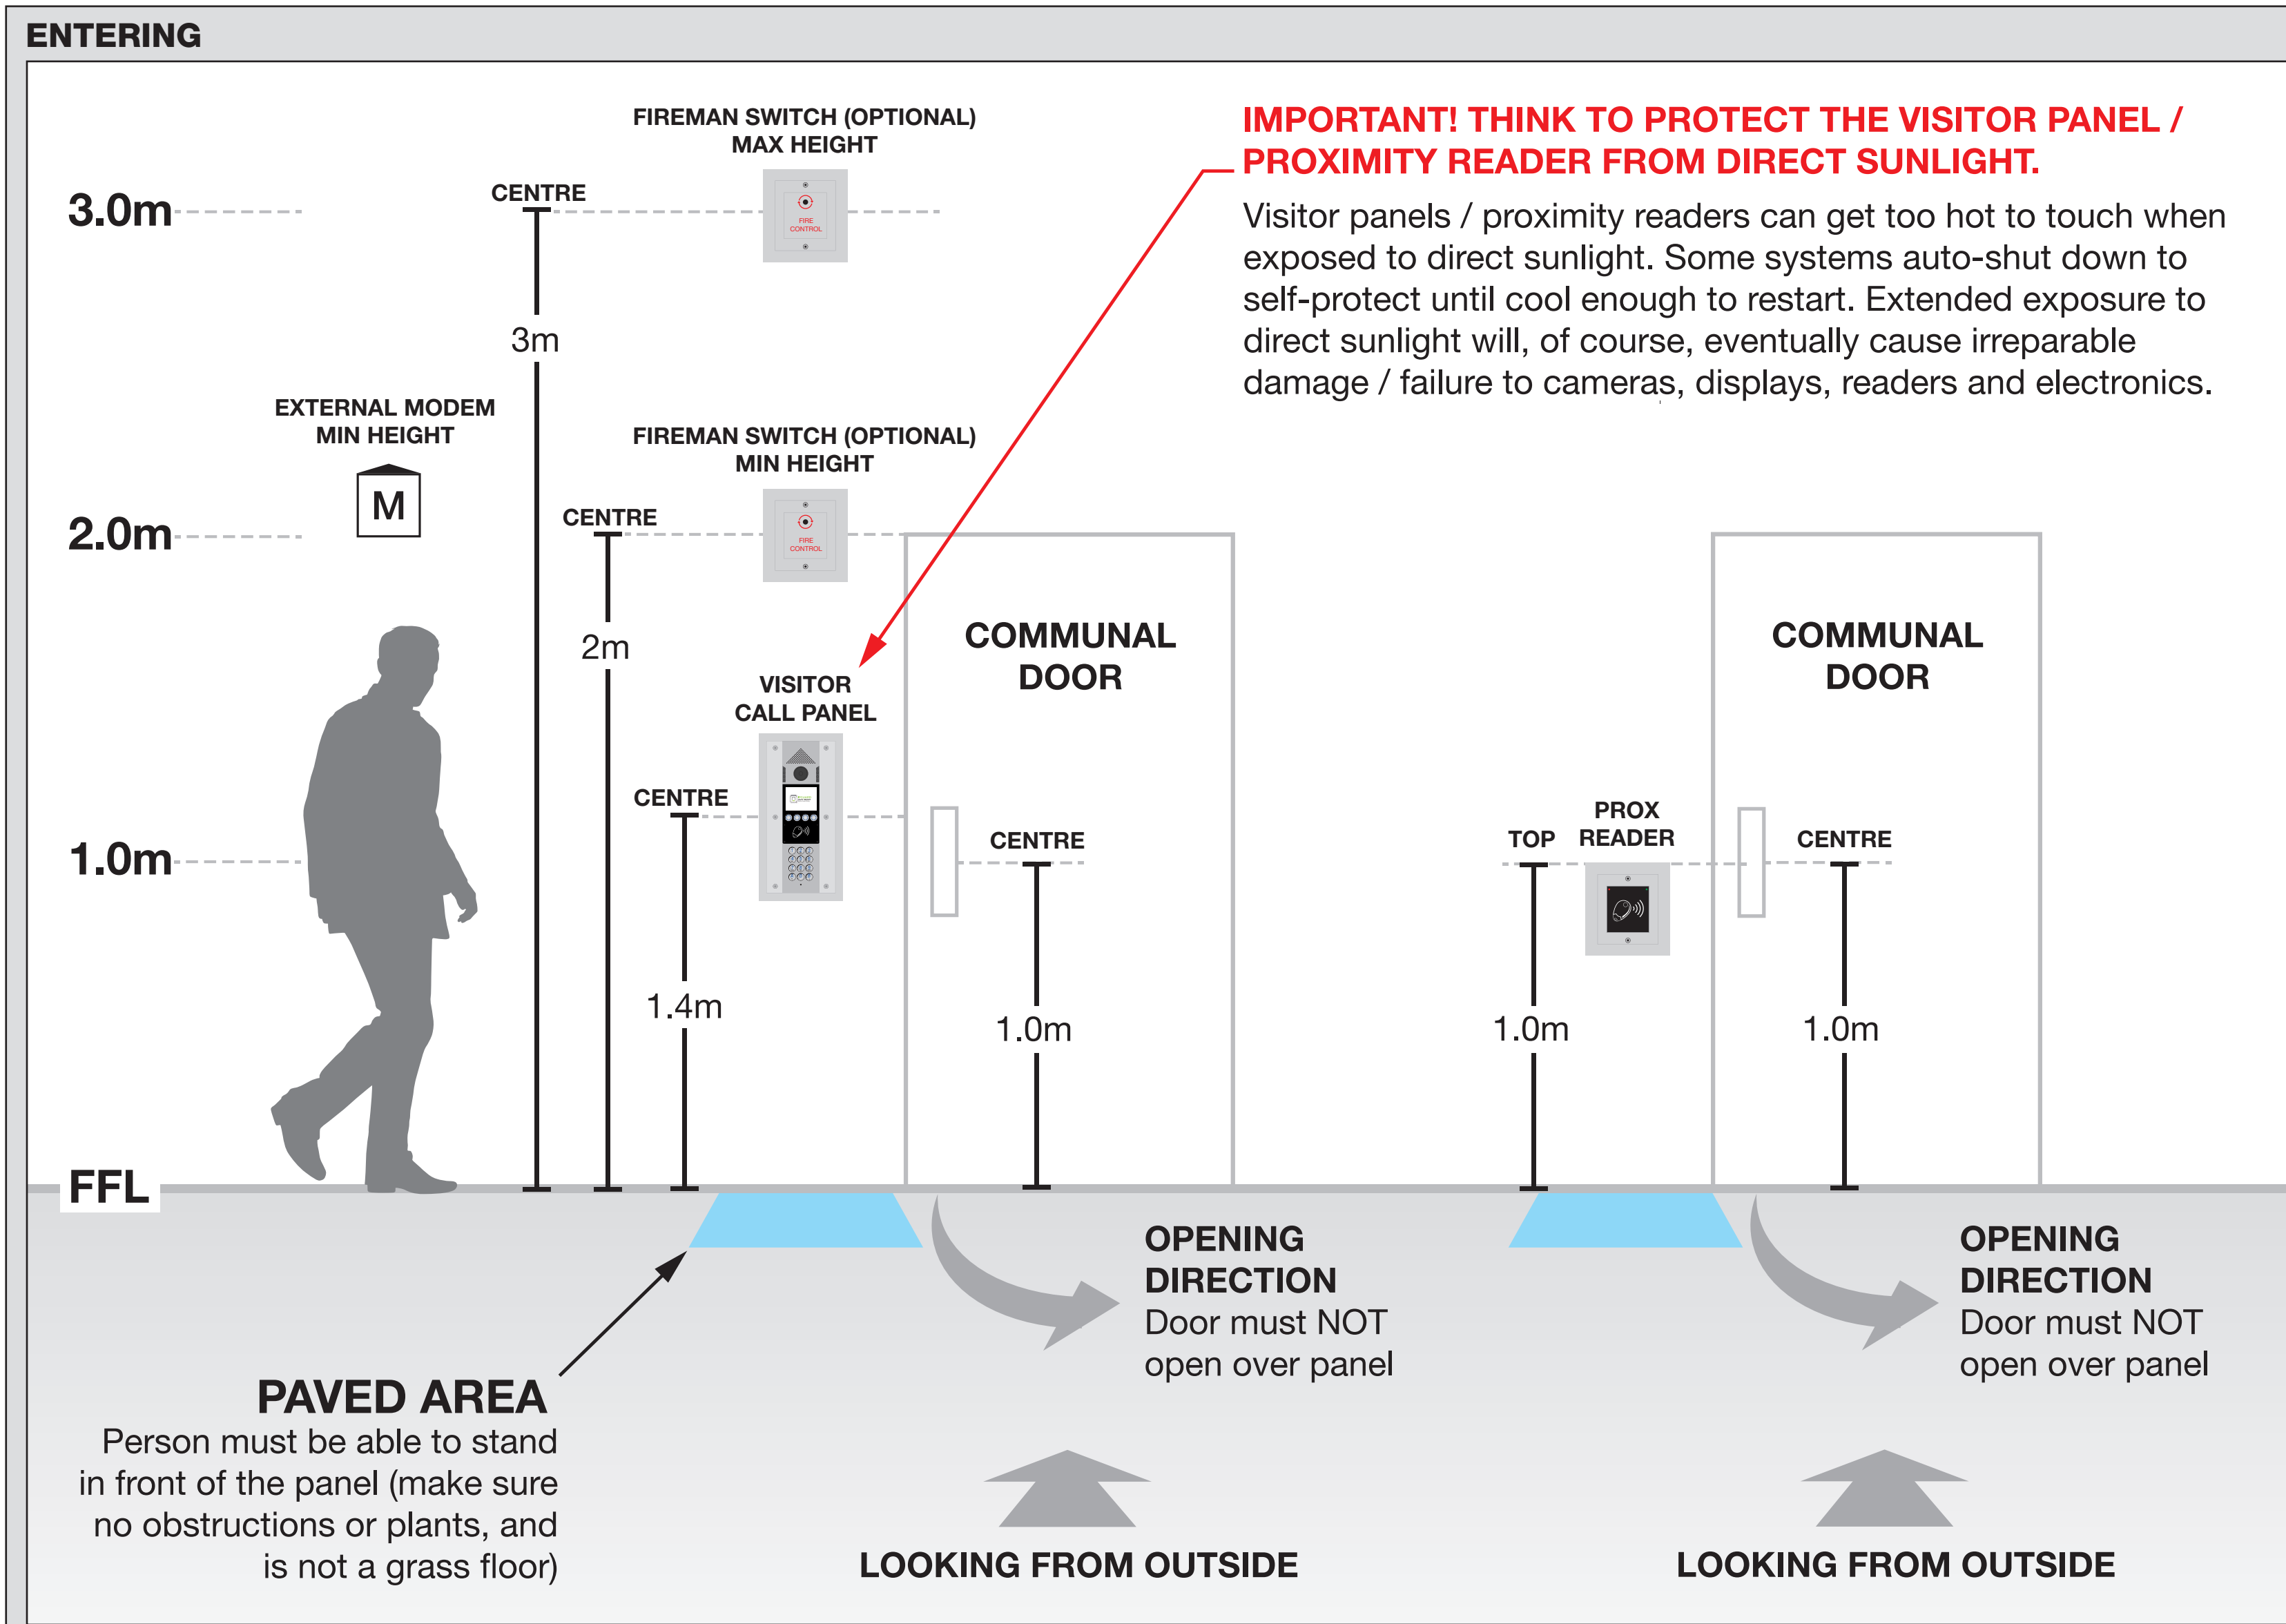 ENTERING
FIREMAN SWITCH (OPTIONAL)
MAX HEIGHT
IMPORTANT! THINK TO PROTECT THE VISITOR PANEL /
PROXIMITY READER FROM DIRECT SUNLIGHT.
Visitor panels / proximity readers can get too hot to touch when
exposed to direct sunlight. Some systems auto-shut down to
self-protect until cool enough to restart. Extended exposure to
direct sunlight will, of course, eventually cause irreparable
damage / failure to cameras, displays, readers and electronics.
3.0m
CENTRE
FIRE
CONTROL
3m
EXTERNAL MODEM
MIN HEIGHT
M
FIREMAN SWITCH (OPTIONAL)
MIN HEIGHT
2.0m
CENTRE
FIRE
CONTROL
2m
VISITOR
CALL PANEL
COMMUNAL
DOOR
COMMUNAL
DOOR
CENTRE
1.0m
CENTRE
TOP
PROX
READER
CENTRE
1.4m
1.0m
1.0m
1.0m
FFL
OPENING
DIRECTION
Door must NOT
open over panel
OPENING
DIRECTION
Door must NOT
open over panel
PAVED AREA
Person must be able to stand
in front of the panel (make sure
no obstructions or plants, and
is not a grass floor)
LOOKING FROM OUTSIDE
LOOKING FROM OUTSIDE